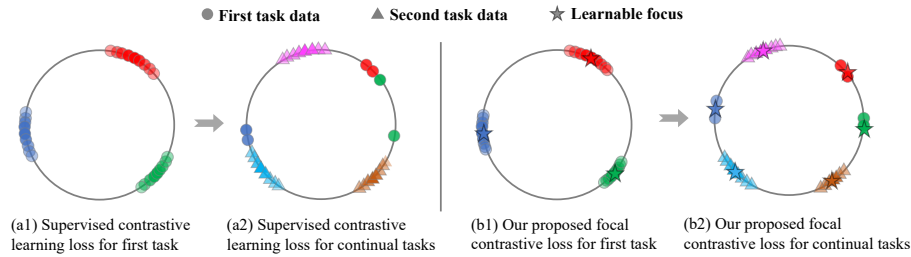 First task data
Second task data
Learnable focus
(a1) Supervised contrastive
learning loss for first task
(a2) Supervised contrastive
learning loss for continual tasks
(b1) Our proposed focal
contrastive loss for first task
(b2) Our proposed focal
contrastive loss for continual tasks